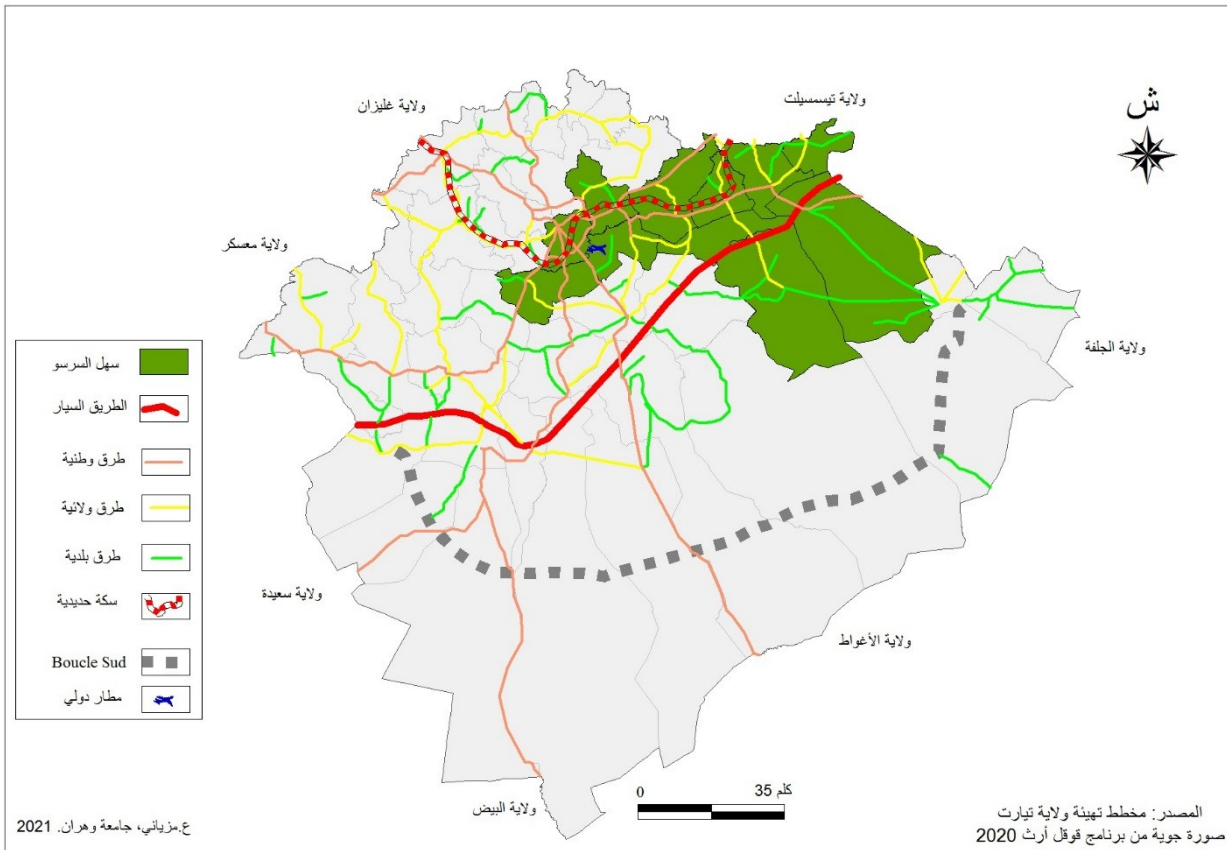 ولاية غليزان
ولاية تيسمسيلت
ش
ولاية معسكر
ولاية الجلفة
سهل السرسو
الطريق السيار
طرق وطنية
طرق ولائية
طرق بلدية
سكة حديدية
Boucle Sud
مطار دولي
ولاية سعيدة
ولاية الأغواط
ولاية البيض
0 35 كلم
المصدر: مخطط تهيئة ولاية تيارت
صورة جوية من برنامج قوقل أرث 2020
ع.مزياني، جامعة وهران. 2021